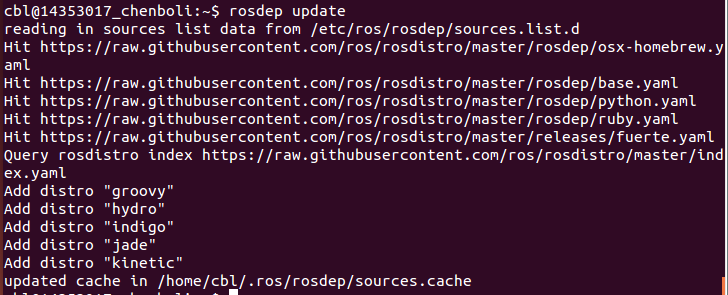 cbl@14353017_chenboli:~$ rosdep update
reading in sources list data from /etc/ros/rosdep/sources.list.d
Hit https://raw.githubusercontent.com/ros/rosdistro/master/rosdep/osx-homebrew.y
aml
Hit https://raw.githubusercontent.com/ros/rosdistro/master/rosdep/base.yaml
Hit https://raw.githubusercontent.com/ros/rosdistro/master/rosdep/python.yaml
Hit https://raw.githubusercontent.com/ros/rosdistro/master/rosdep/ruby.yaml
Hit https://raw.githubusercontent.com/ros/rosdistro/master/releases/fuerte.yaml
Query rosdistro index https://raw.githubusercontent.com/ros/rosdistro/master/ind
ex.yaml
Add distro "groovy"
Add distro "hydro"
Add distro "indigo"
Add distro "jade"
Add distro "kinetic"
updated cache in /home/cbl/.ros/rosdep/sources.cache
cbl@14353017_chenboli:~$